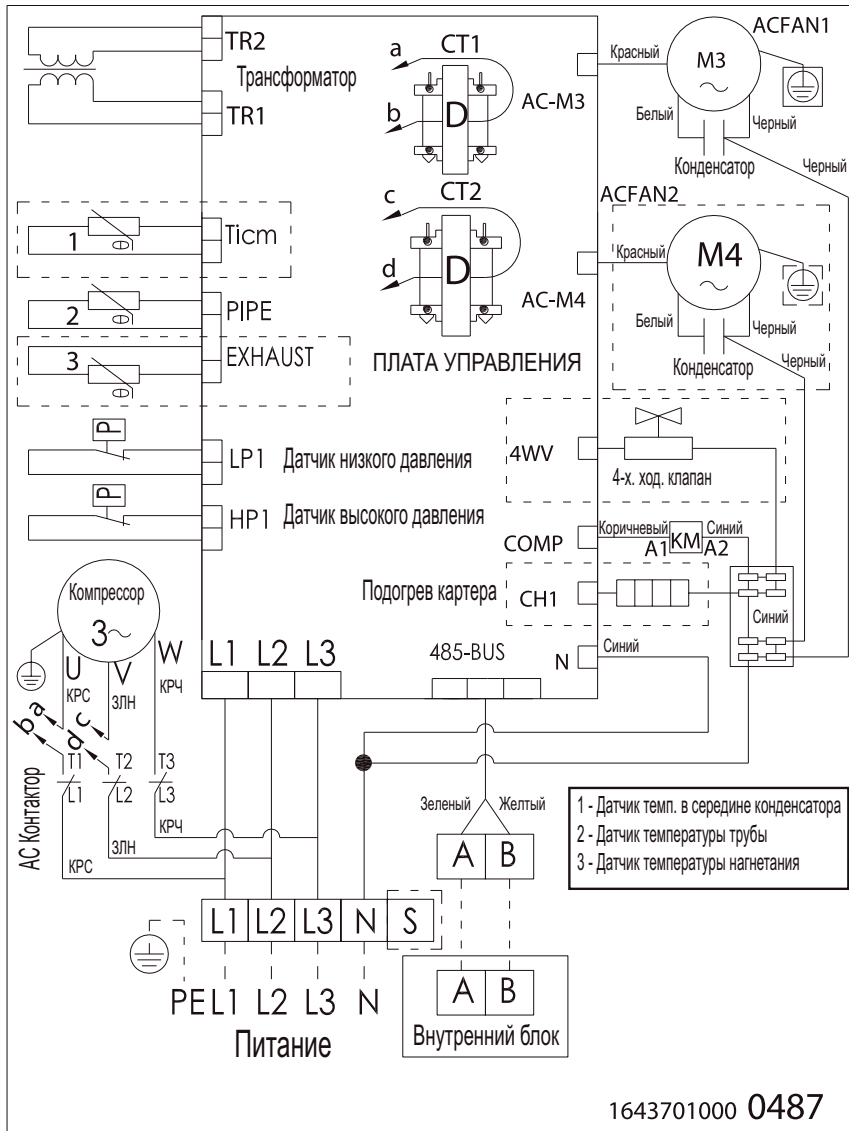 TR2
Трансформатор
TR1
a
CT1
b
D
c
CT2
d
D
AC-M3
Красный
M3
ACFAN1
Белый
Черный
Конденсатор
Черный
ACFAN2
Красный
M4
AC-M4
Белый
Черный
Конденсатор
Черный
1
Ticm
2
PIPE
3
EXHAUST
ПЛАТА УПРАВЛЕНИЯ
P
LP1 Датчик низкого давления
P
HP1 Датчик высокого давления
4WV
4-х. ход. клапан
COMP
Коричневый
A1
KM
A2
Синий
Подогрев картера
CH1
Синий
Компрессор
3~
U
V
W
КРС
ЗЛН
КРЧ
L1 L2 L3
485-BUS
N
Синий
b
a
c
d
T1
T2
T3
L1
L2
L3
АС Контактор
КРС
ЗЛН
КРЧ
Зеленый
Желтый
A B
1 - Датчик темп. в середине конденсатора
2 - Датчик температуры трубы
3 - Датчик температуры нагнетания
L1 L2 L3 N S
PE L1 L2 L3 N
Питание
A B
Внутренний блок
1643701000 0487